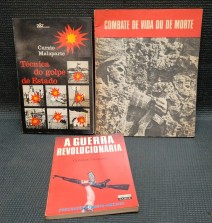 Curzio
Malaparte
Técnica
do golpe
de Estado
COMBATE DE VIDA OU DE MORTE
A GUERRA
REVOLUCIONÁRIA